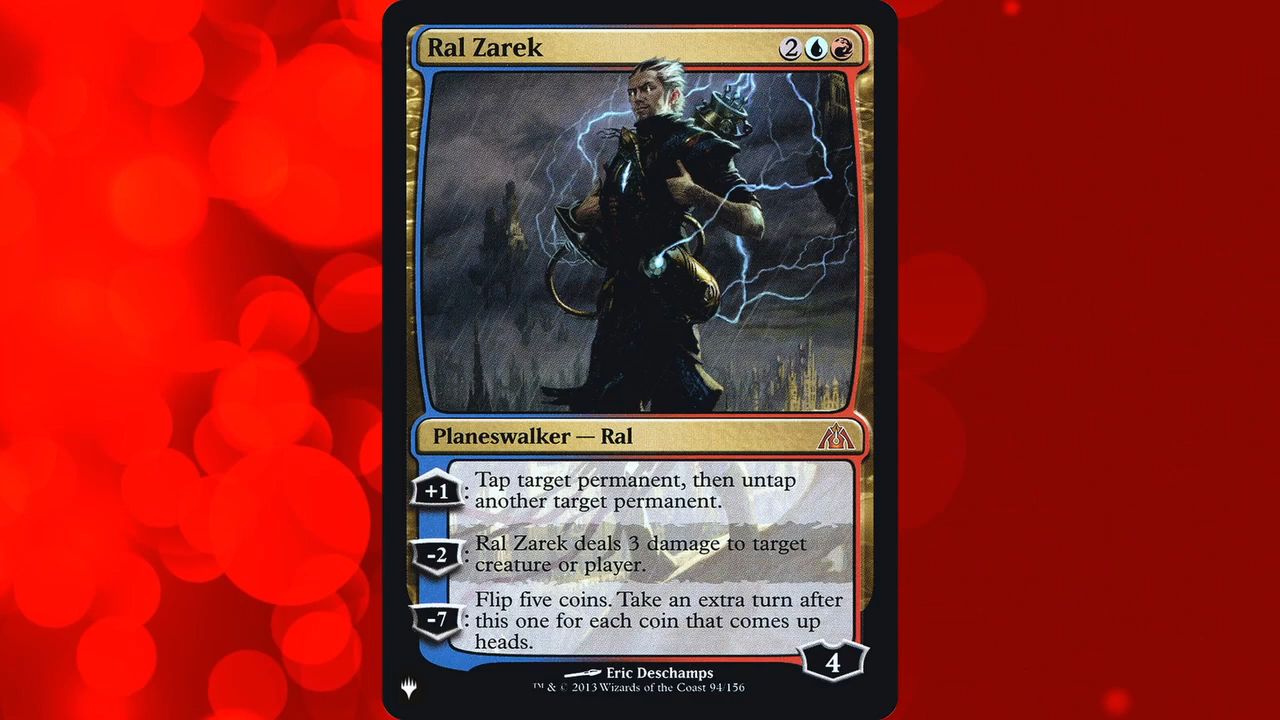 Ral Zarek 2
Planeswalker — Ral
+1: Tap target permanent, then untap
another target permanent.
-2: Ral Zarek deals 3 damage to target
creature or player.
-7: Flip five coins. Take an extra turn after
this one for each coin that comes up
heads.
4
Eric Deschamps
™ & © 2013 Wizards of the Coast 94/156